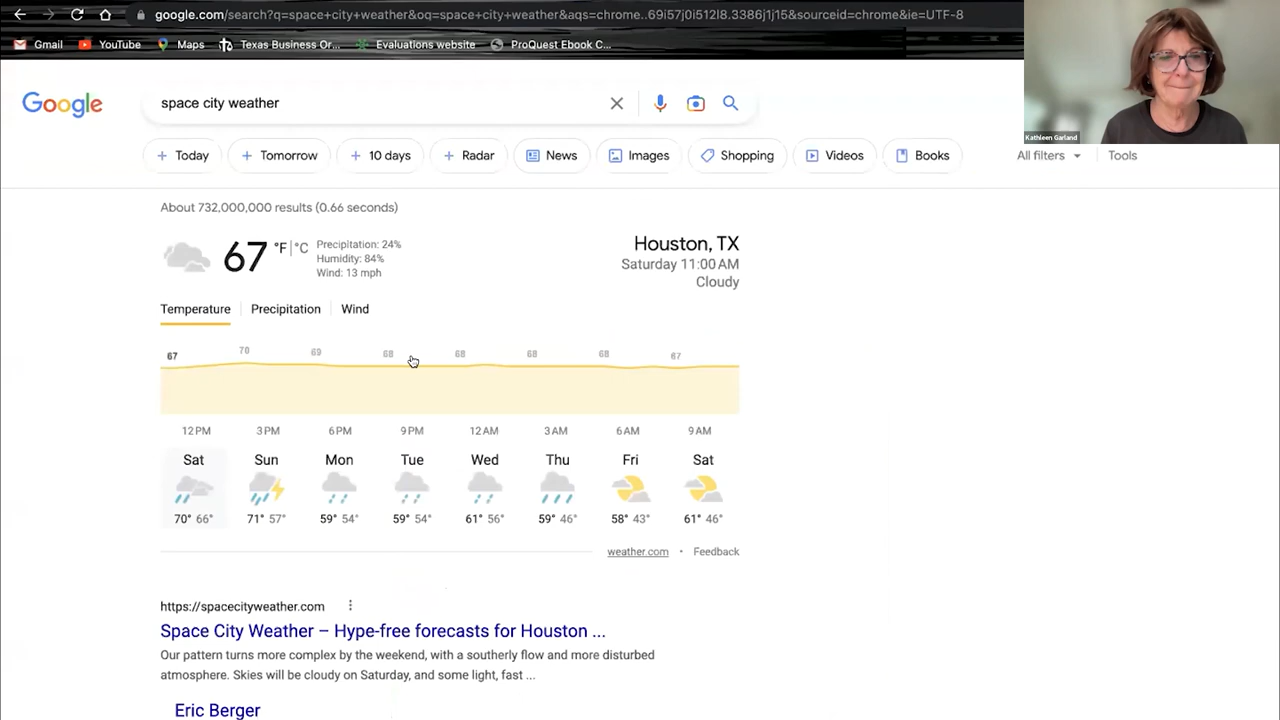 google.com/search?q=space+city+weather&oq=space+city+weather&aqs=chrome..69i57j0i512l8.3386j1j15&sourceid=chrome&ie=UTF-8
Gmail YouTube Maps Texas Business Or... Evaluations website ProQuest Ebook C...
Kathleen Garland
Google space city weather
+ Today + Tomorrow + 10 days + Radar News Images Shopping Videos Books All filters Tools
About 732,000,000 results (0.66 seconds)
67 °F | °C
Precipitation: 24%
Humidity: 84%
Wind: 13 mph
Houston, TX
Saturday 11:00 AM
Cloudy
Temperature | Precipitation | Wind
67 70 69 68 68 68 68 67
12 PM 3 PM 6 PM 9 PM 12 AM 3 AM 6 AM 9 AM
Sat Sun Mon Tue Wed Thu Fri Sat
70° 66° 71° 57° 59° 54° 59° 54° 61° 56° 59° 46° 58° 43° 61° 46°
weather.com • Feedback
https://spacecityweather.com
Space City Weather – Hype-free forecasts for Houston ...
Our pattern turns more complex by the weekend, with a southerly flow and more disturbed
atmosphere. Skies will be cloudy on Saturday, and some light, fast ...
Eric Berger